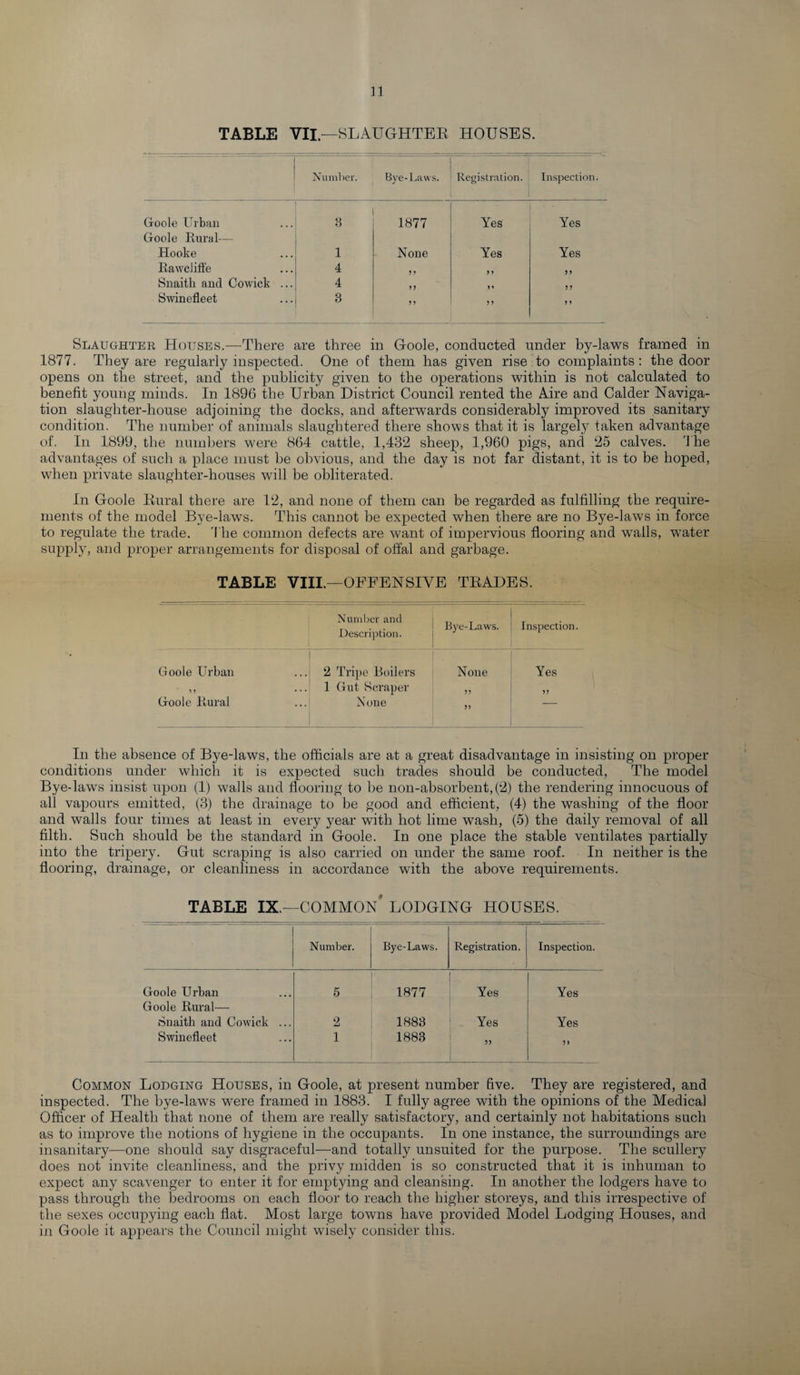 11
TABLE VII.—SLAUGHTER HOUSES.
Number. Bye-Laws. Registration. Inspection.
Goole Urban ... 3 1877 Yes Yes
Goole Rural—
Hooke ... 1 None Yes Yes
Rawcliffe ... 4 ,, ,, ,,
Snaith and Cowick ... 4 ,, ,, ,,
Swinefleet ... 3 ,, ,, ,,
Slaughter Houses.—There are three in Goole, conducted under by-laws framed in
1877. They are regularly inspected. One of them has given rise to complaints: the door
opens on the street, and the publicity given to the operations within is not calculated to
benefit young minds. In 1896 the Urban District Council rented the Aire and Calder Naviga-
tion slaughter-house adjoining the docks, and afterwards considerably improved its sanitary
condition. The number of animals slaughtered there shows that it is largely taken advantage
of. In 1899, the numbers were 864 cattle, 1,432 sheep, 1,960 pigs, and 25 calves. The
advantages of such a place must be obvious, and the day is not far distant, it is to be hoped,
when private slaughter-houses will be obliterated.
In Goole Rural there are 12, and none of them can be regarded as fulfilling the require-
ments of the model Bye-laws. This cannot be expected when there are no Bye-laws in force
to regulate the trade. The common defects are want of impervious flooring and walls, water
supply, and proper arrangements for disposal of offal and garbage.
TABLE VIII.—OFFENSIVE TRADES.
Number and Description. Bye-Laws. Inspection.
Goole Urban ... 2 Tripe Boilers None Yes
,, ... 1 Gut Scraper ,, ,,
Goole Rural ... None ,, —
In the absence of Bye-laws, the officials are at a great disadvantage in insisting on proper
conditions under which it is expected such trades should be conducted, The model
Bye-laws insist upon (1) walls and flooring to be non-absorbent,(2) the rendering innocuous of
all vapours emitted, (3) the drainage to be good and efficient, (4) the washing of the floor
and walls four times at least in every year with hot lime wash, (5) the daily removal of all
filth. Such should be the standard in Goole. In one place the stable ventilates partially
into the tripery. Gut scraping is also carried on under the same roof. In neither is the
flooring, drainage, or cleanliness in accordance with the above requirements.
TABLE IX.—COMMON LODGING HOUSES.
Number. Bye-Laws. Registration. Inspection.
Goole Urban ... 5 1877 Yes Yes
Goole Rural—
Snaith and Cowick ... 2 1883 Yes Yes
Swinefleet ... 1 1883 ,, ,,
Common Lodging Houses, in Goole, at present number five. They are registered, and
inspected. The bye-laws were framed in 1883. I fully agree with the opinions of the Medical
Officer of Health that none of them are really satisfactory, and certainly not habitations such
as to improve the notions of hygiene in the occupants. In one instance, the surroundings are
insanitary—one should say disgraceful—and totally unsuited for the purpose. The scullery
does not invite cleanliness, and the privy midden is so constructed that it is inhuman to
expect any scavenger to enter it for emptying and cleansing. In another the lodgers have to
pass through the bedrooms on each floor to reach the higher storeys, and this irrespective of
the sexes occupying each flat. Most large towns have provided Model Lodging Houses, and
in Goole it appears the Council might wisely consider this.